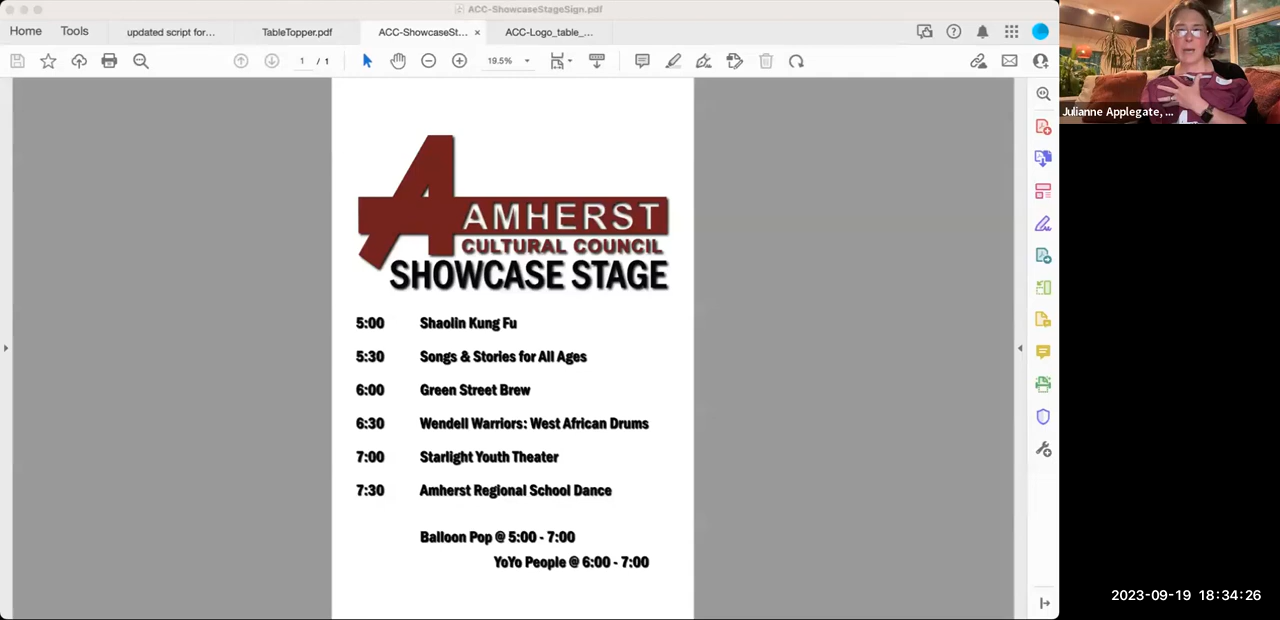 ACC-ShowcaseStageSign.pdf
Home
Tools
updated script for...
TableTopper.pdf
ACC-ShowcaseSt... ×
ACC-Logo_table_...
1 / 1
19.5%
Julianne Applegate, ...
A AMHERST
CULTURAL COUNCIL
SHOWCASE STAGE
5:00 Shaolin Kung Fu
5:30 Songs & Stories for All Ages
6:00 Green Street Brew
6:30 Wendell Warriors: West African Drums
7:00 Starlight Youth Theater
7:30 Amherst Regional School Dance
Balloon Pop @ 5:00 - 7:00
YoYo People @ 6:00 - 7:00
2023-09-19 18:34:26